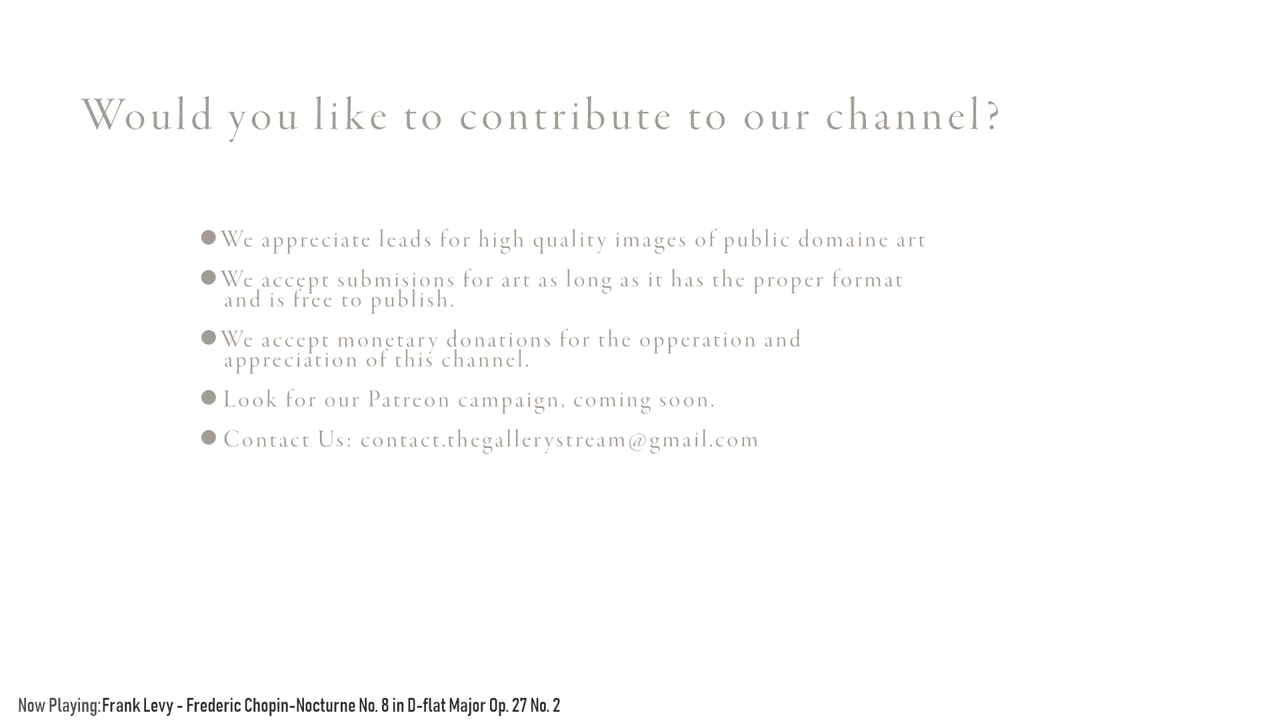 Would you like to contribute to our channel?
● We appreciate leads for high quality images of public domaine art
● We accept submisions for art as long as it has the proper format
and is free to publish.
● We accept monetary donations for the opperation and
appreciation of this channel.
● Look for our Patreon campaign, coming soon.
● Contact Us: contact.thegallerystream@gmail.com
Now Playing:Frank Levy - Frederic Chopin-Nocturne No. 8 in D-flat Major Op. 27 No. 2